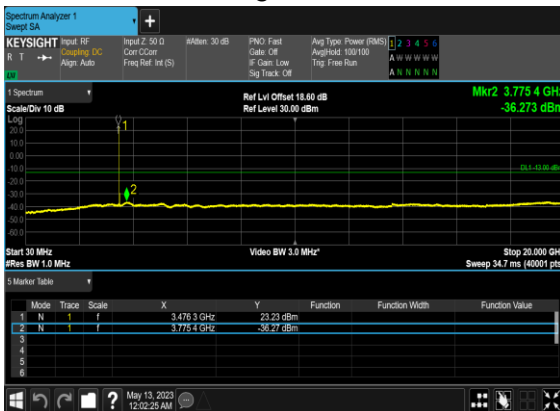 Spectrum Analyzer 1
Swept SA
KEYSIGHT Input: RF Input Z: 50 Ω #Atten: 30 dB PNO: Fast Avg Type: Power (RMS) 1 2 3 4 5 6
R T Coupling: DC Corr CCorr Gate: Off Avg|Hold: 100/100 A W W W W W
Align: Auto Freq Ref: Int (S) IF Gain: Low Trig: Free Run
Sig Track: Off A N N N N N
1 Spectrum
Scale/Div 10 dB
Ref Lvl Offset 18.60 dB
Ref Level 30.00 dBm
Mkr2 3.775 4 GHz
-36.273 dBm
Log
20.0
10.0
0.00
-10.0
-20.0
-30.0
-40.0
-50.0
-60.0
1
2
DL1 -13.00 dBm
Start 30 MHz Video BW 3.0 MHz* Stop 20.000 GH
#Res BW 1.0 MHz Sweep 34.7 ms (40001 pts
5 Marker Table
Mode Trace Scale X Y Function Function Width Function Value
1 N 1 f 3.476 3 GHz 23.23 dBm
2 N 1 f 3.775 4 GHz -36.27 dBm
3
4
5
6
May 13, 2023
12:02:25 AM